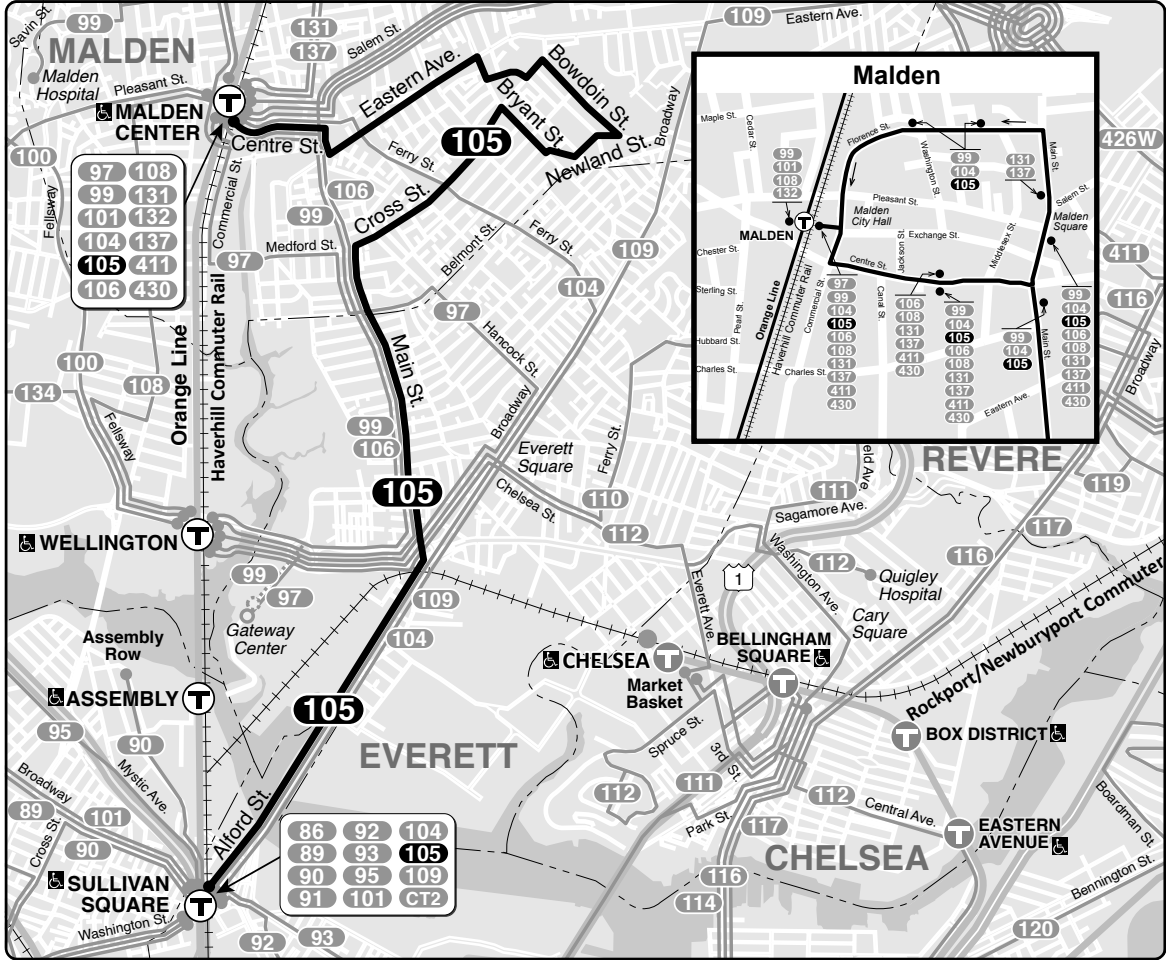 Savin St.
99
MALDEN
Malden
Hospital
Pleasant St.
131
137
Salem St.
109
Eastern Ave.
MALDEN
CENTER
Centre St.
Eastern Ave.
Bowdoin St.
Bryant St.
105
Newland St.
Broadway
Ferry St.
100
Fellsway
97 108
99 131
101 132
104 137
105 411
106 430
Commercial St.
106
99
Cross St.
Medford St.
97
Belmont St.
Ferry St.
109
104
97
Hancock St.
Main St.
Haverhill Commuter Rail
Orange Line
100
108
134
Fellsway
99
106
105
Broadway
Everett
Square
Ferry St.
Chelsea St.
110
112
WELLINGTON
99
97
Gateway
Center
109
104
Assembly
Row
ASSEMBLY
95
90
Mystic Ave.
Broadway
89
101
Cross St.
90
SULLIVAN
SQUARE
Washington St.
92
93
Alford St.
105
EVERETT
86 92 104
89 93 105
90 95 109
91 101 CT2
Malden
Maple St.
Cedar St.
Florence St.
Washington St.
Main St.
99
101
108
132
99
104
105
131
137
Salem St.
Pleasant St.
Malden
City Hall
Malden
Square
MALDEN
Exchange St.
Jackson St.
Middlesex St.
Chester St.
Centre St.
Sterling St.
Pearl St.
Hubbard St.
Charles St.
Orange Line
Haverhill Commuter Rail
Commercial St.
Charles St.
Canal St.
97
99
104
105
106
108
131
137
411
430
106
108
131
137
411
430
99
104
105
106
108
131
137
411
430
99
104
105
Main St.
Eastern Ave.
99
104
105
106
108
131
137
411
430
426W
411
116
Broadway
REVERE
119
117
116
eld Ave
111
Sagamore Ave.
Washington Ave.
112
Quigley
Hospital
Cary
Square
1
Everett Ave.
BELLINGHAM
SQUARE
CHELSEA
Market
Basket
Rockport/Newburyport Commuter
BOX DISTRICT
Spruce St.
3rd St.
111
112
Park St.
117
112
Central Ave.
EASTERN
AVENUE
CHELSEA
116
114
Boardman St.
Bennington St.
120